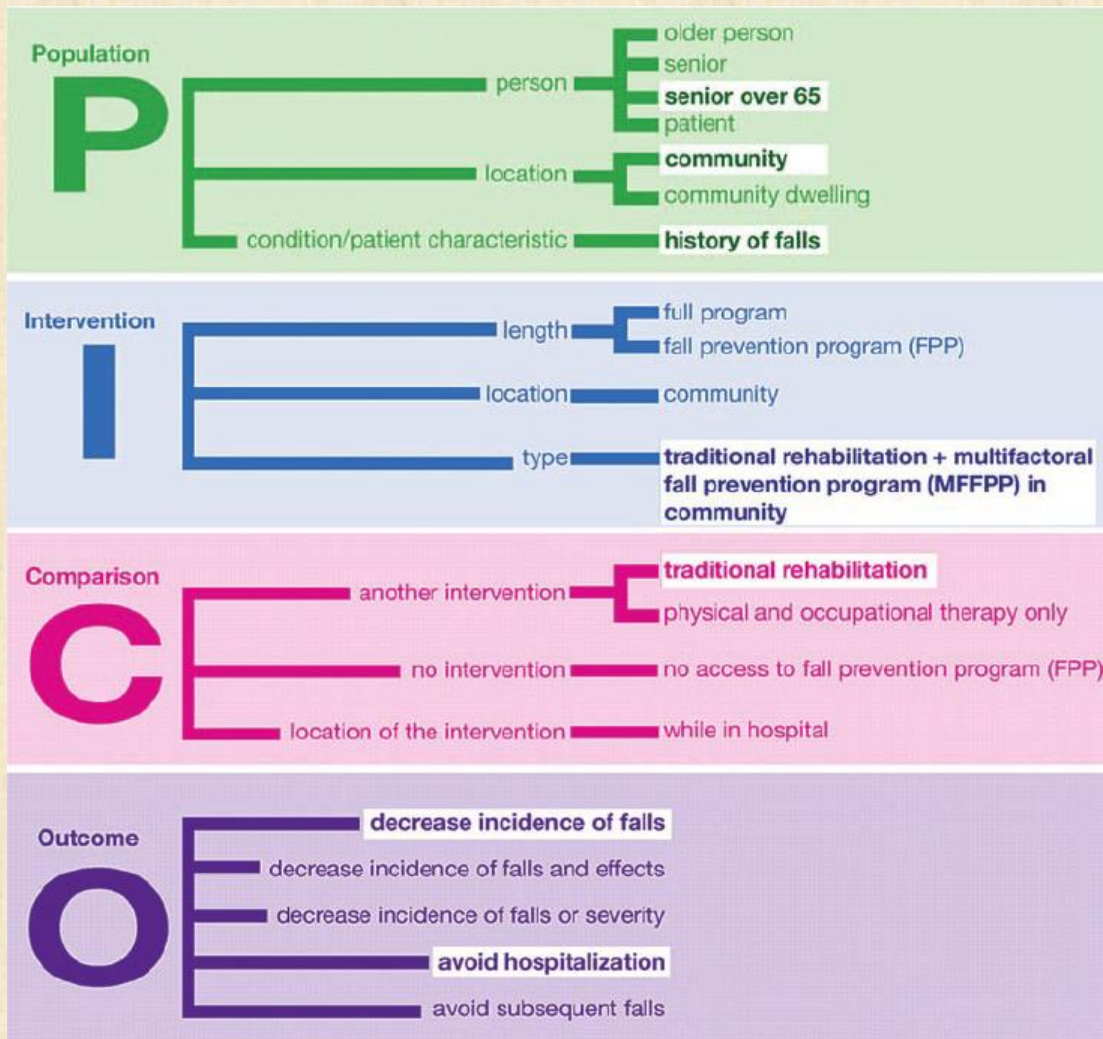 Population
P
person
older person
senior
senior over 65
patient
location
community
community dwelling
condition/patient characteristic
history of falls
Intervention
I
length
full program
fall prevention program (FPP)
location
community
type
traditional rehabilitation + multifactoral
fall prevention program (MFFPP) in
community
Comparison
C
another intervention
traditional rehabilitation
physical and occupational therapy only
no intervention
no access to fall prevention program (FPP)
location of the intervention
while in hospital
Outcome
O
decrease incidence of falls
decrease incidence of falls and effects
decrease incidence of falls or severity
avoid hospitalization
avoid subsequent falls